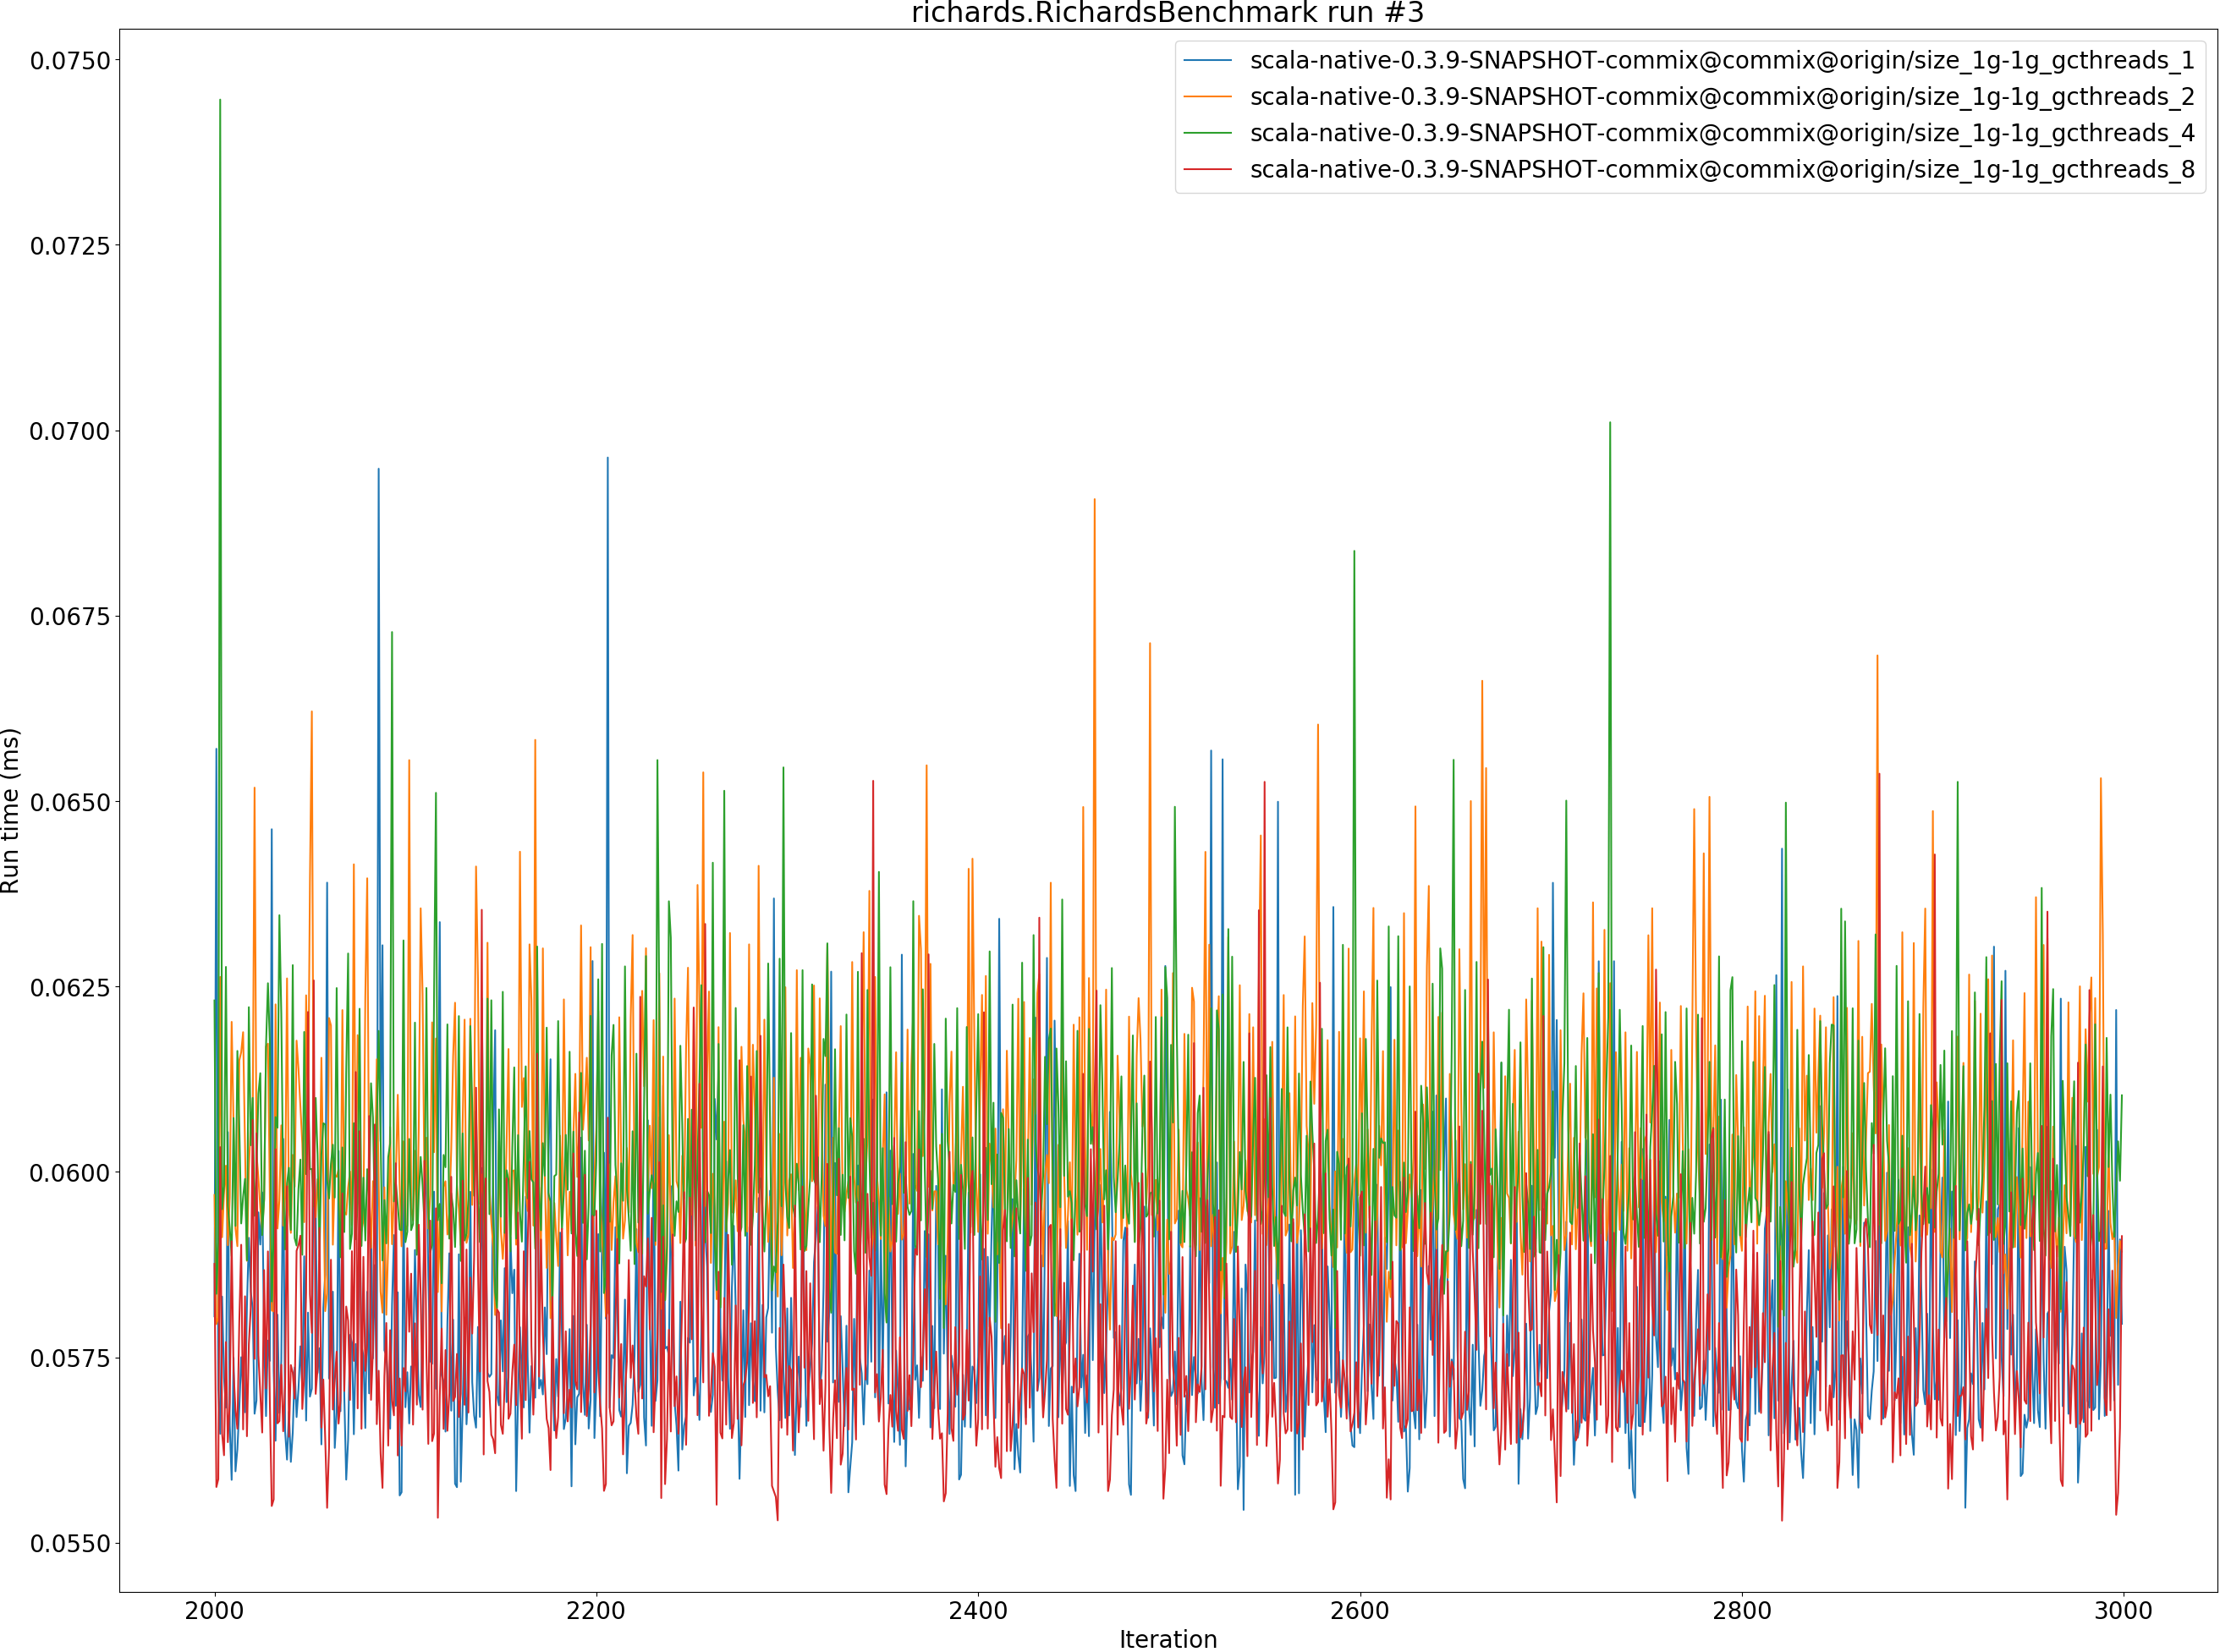 richards.RichardsBenchmark run #3
scala-native-0.3.9-SNAPSHOT-commix@commix@origin/size_1g-1g_gcthreads_1
scala-native-0.3.9-SNAPSHOT-commix@commix@origin/size_1g-1g_gcthreads_2
scala-native-0.3.9-SNAPSHOT-commix@commix@origin/size_1g-1g_gcthreads_4
scala-native-0.3.9-SNAPSHOT-commix@commix@origin/size_1g-1g_gcthreads_8
Run time (ms)
0.0750
0.0725
0.0700
0.0675
0.0650
0.0625
0.0600
0.0575
0.0550
2000 2200 2400 2600 2800 3000
Iteration